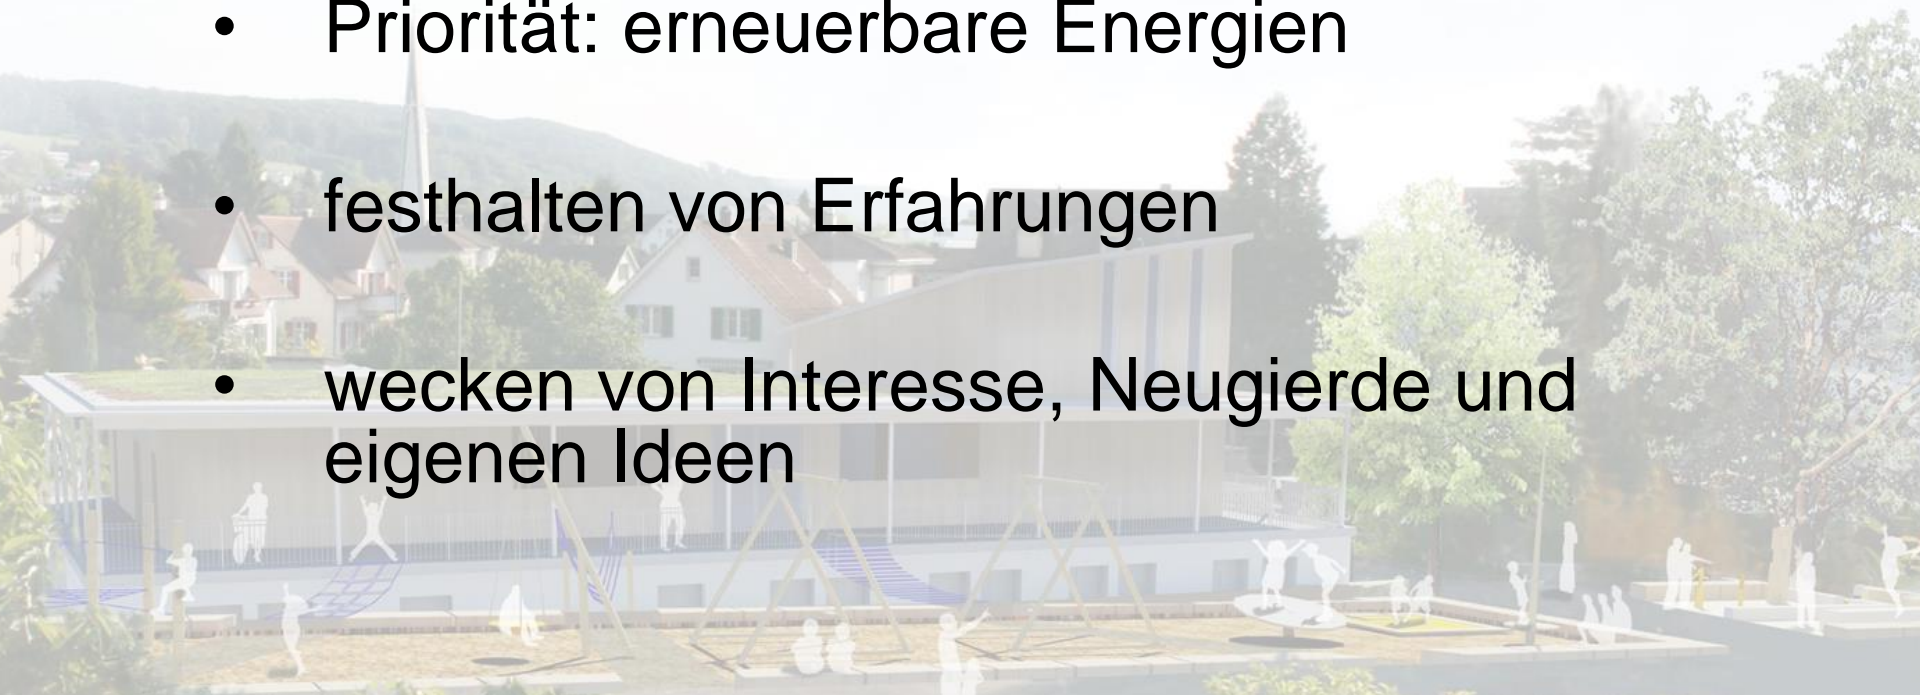 • Priorität: erneuerbare Energien
• festhalten von Erfahrungen
• wecken von Interesse, Neugierde und
eigenen Ideen